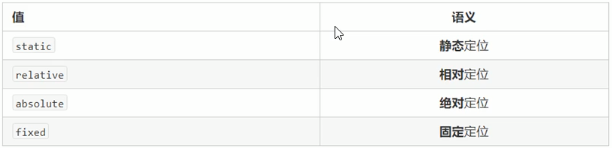 值 语义
static 静态定位
relative 相对定位
absolute 绝对定位
fixed 固定定位